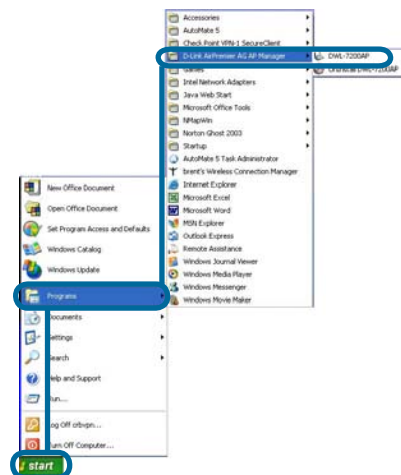 Accessories
AutoMate 5
Check Point VPN-1 SecureClient
D-Link AirPremier AG AP Manager
DWL-7200AP
Games
Uninstall DWL-7200AP
Intel Network Adapters
Java Web Start
Microsoft Office Tools
NMapWin
Norton Ghost 2003
Startup
AutoMate 5 Task Administrator
brent's Wireless Connection Manager
Internet Explorer
Microsoft Excel
Microsoft Word
MSN Explorer
Outlook Express
Remote Assistance
Windows Journal Viewer
Windows Media Player
Windows Messenger
Windows Movie Maker
New Office Document
Open Office Document
Set Program Access and Defaults
Windows Catalog
Windows Update
Programs
Documents
Settings
Search
Help and Support
Run...
Log Off orbvpn...
Turn Off Computer...
start